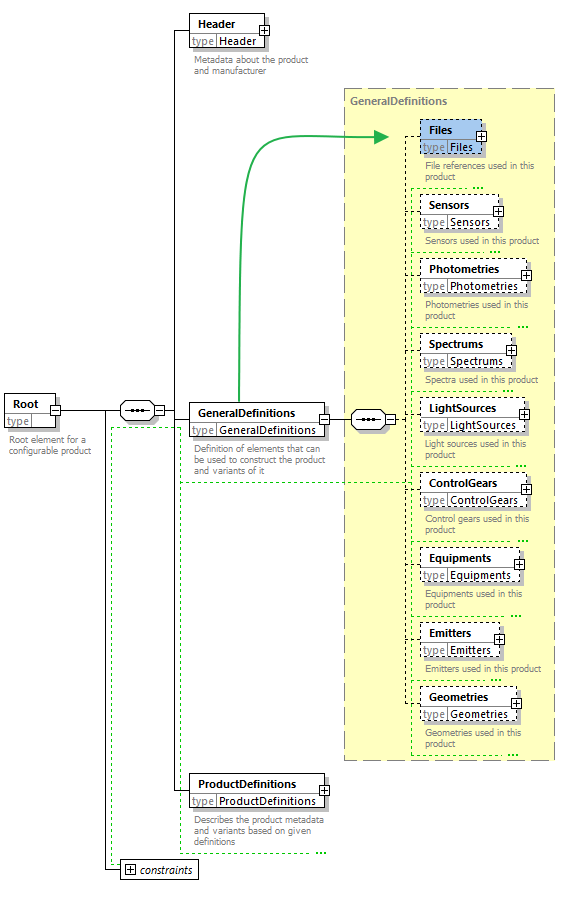 Header
type Header
Metadata about the product
and manufacturer
GeneralDefinitions
Files
type Files
File references used in this
product
Sensors
type Sensors
Sensors used in this product
Photometries
type Photometries
Photometries used in this
product
Spectrums
type Spectrums
Spectra used in this product
Root
type
Root element for a
configurable product
GeneralDefinitions
type GeneralDefinitions
Definition of elements that can
be used to construct the product
and variants of it
LightSources
type LightSources
Light sources used in this
product
ControlGears
type ControlGears
Control gears used in this
product
Equipments
type Equipments
Equipments used in this
product
Emitters
type Emitters
Emitters used in this product
Geometries
type Geometries
Geometries used in this
product
ProductDefinitions
type ProductDefinitions
Describes the product metadata
and variants based on given
definitions
constraints